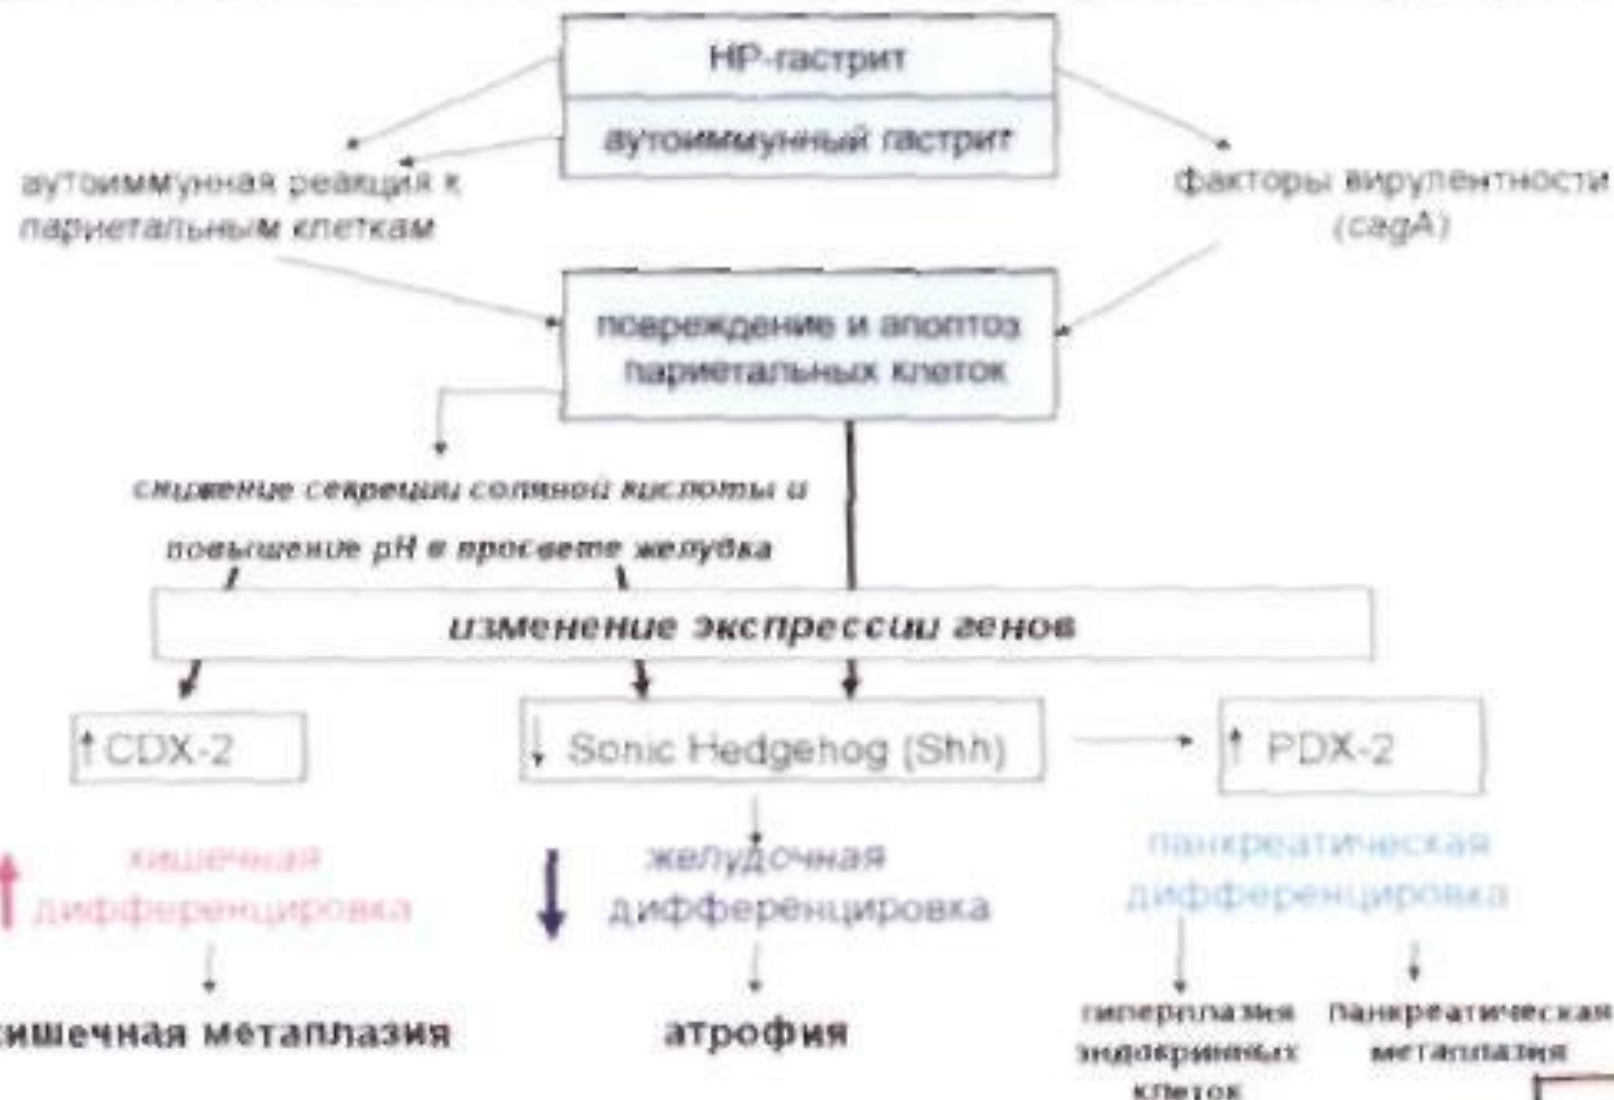 НР-гастрит
аутоиммунный гастрит
аутоиммунная реакция к
париетальным клеткам
факторы вирулентности
(cagA)
повреждение и апоптоз
париетальных клеток
снижение секреции соляной кислоты и
повышение рН в просвете желудка
изменение экспрессии генов
↑ CDX-2
↓ Sonic Hedgehog (Shh)
↑ PDX-2
кишечная
дифференцировка
желудочная
дифференцировка
панкреатическая
дифференцировка
кишечная метаплазия
атрофия
гиперплазия
эндокринных
клеток
панкреатическая
метаплазия